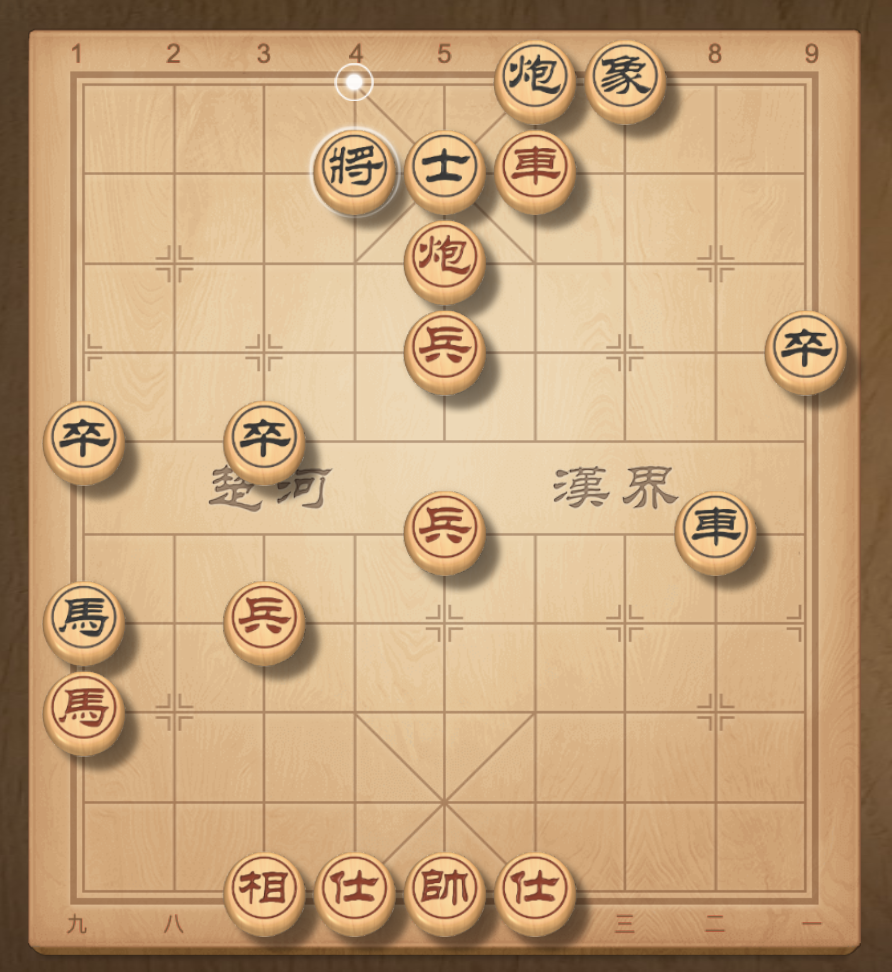 1 2 3 4 5 8 9
炮 象
將 士 車
炮
兵 卒
卒 卒
楚河 漢界
兵 車
馬 兵
馬
相 仕 帥 仕
九 八 三 二 一